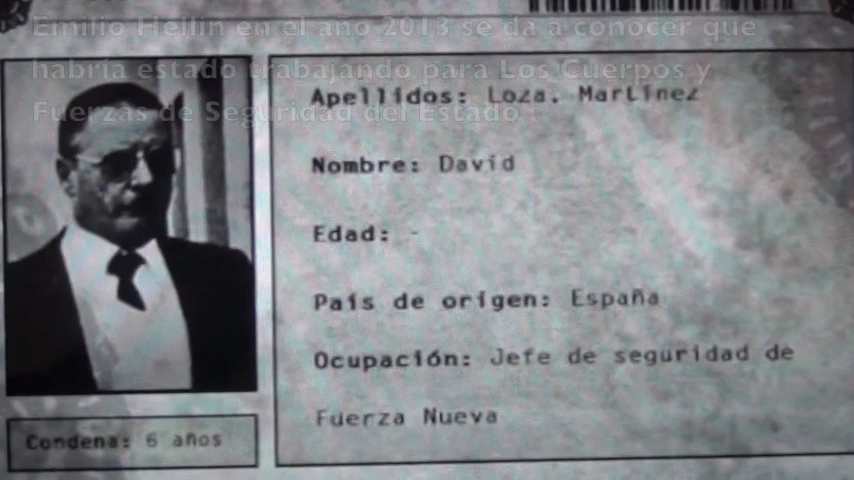 Emilio Hellín en el año 2013 se da a conocer que
habría estado trabajando para Los Cuerpos y
Fuerzas de Seguridad del Estado
Apellidos: Loza. Martínez
Nombre: David
Edad: -
País de origen: España
Ocupación: Jefe de seguridad de
Fuerza Nueva
Condena: 6 años